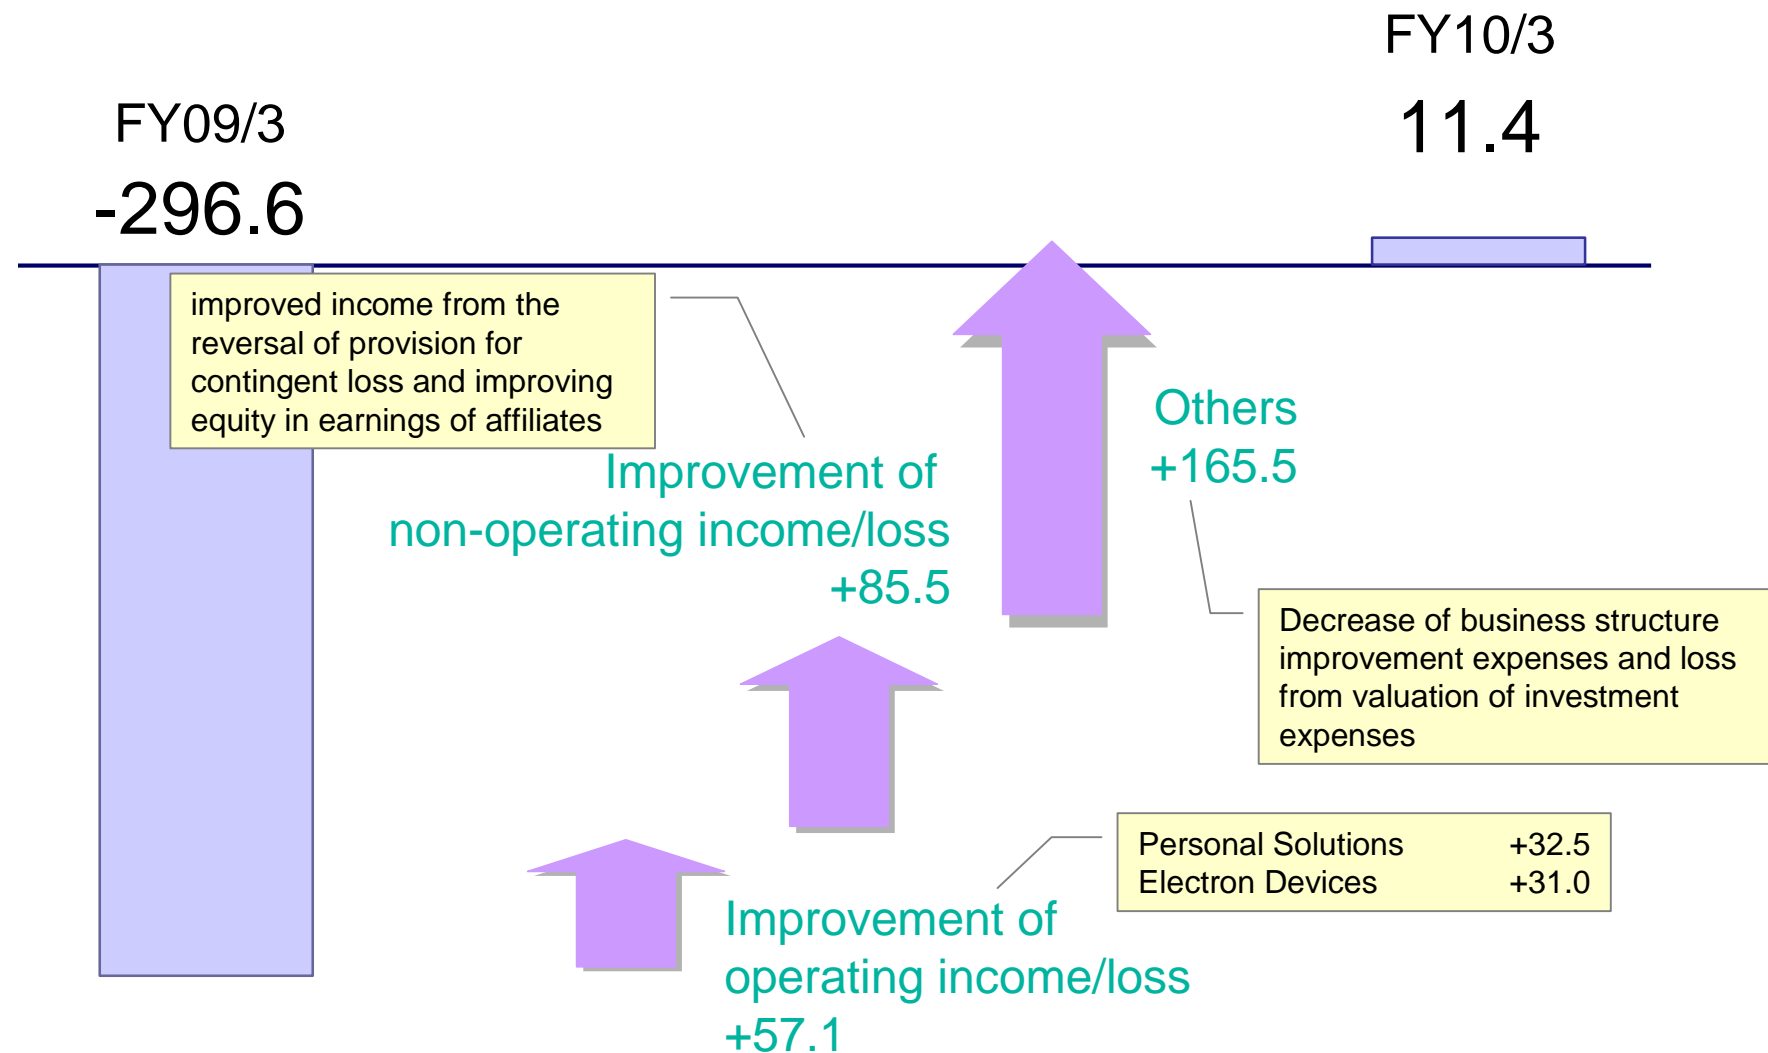 FY10/3
11.4
FY09/3
-296.6
improved income from the
reversal of provision for
contingent loss and improving
equity in earnings of affiliates
Others
+165.5
Improvement of
non-operating income/loss
+85.5
Decrease of business structure
improvement expenses and loss
from valuation of investment
expenses
Personal Solutions +32.5
Electron Devices +31.0
Improvement of
operating income/loss
+57.1